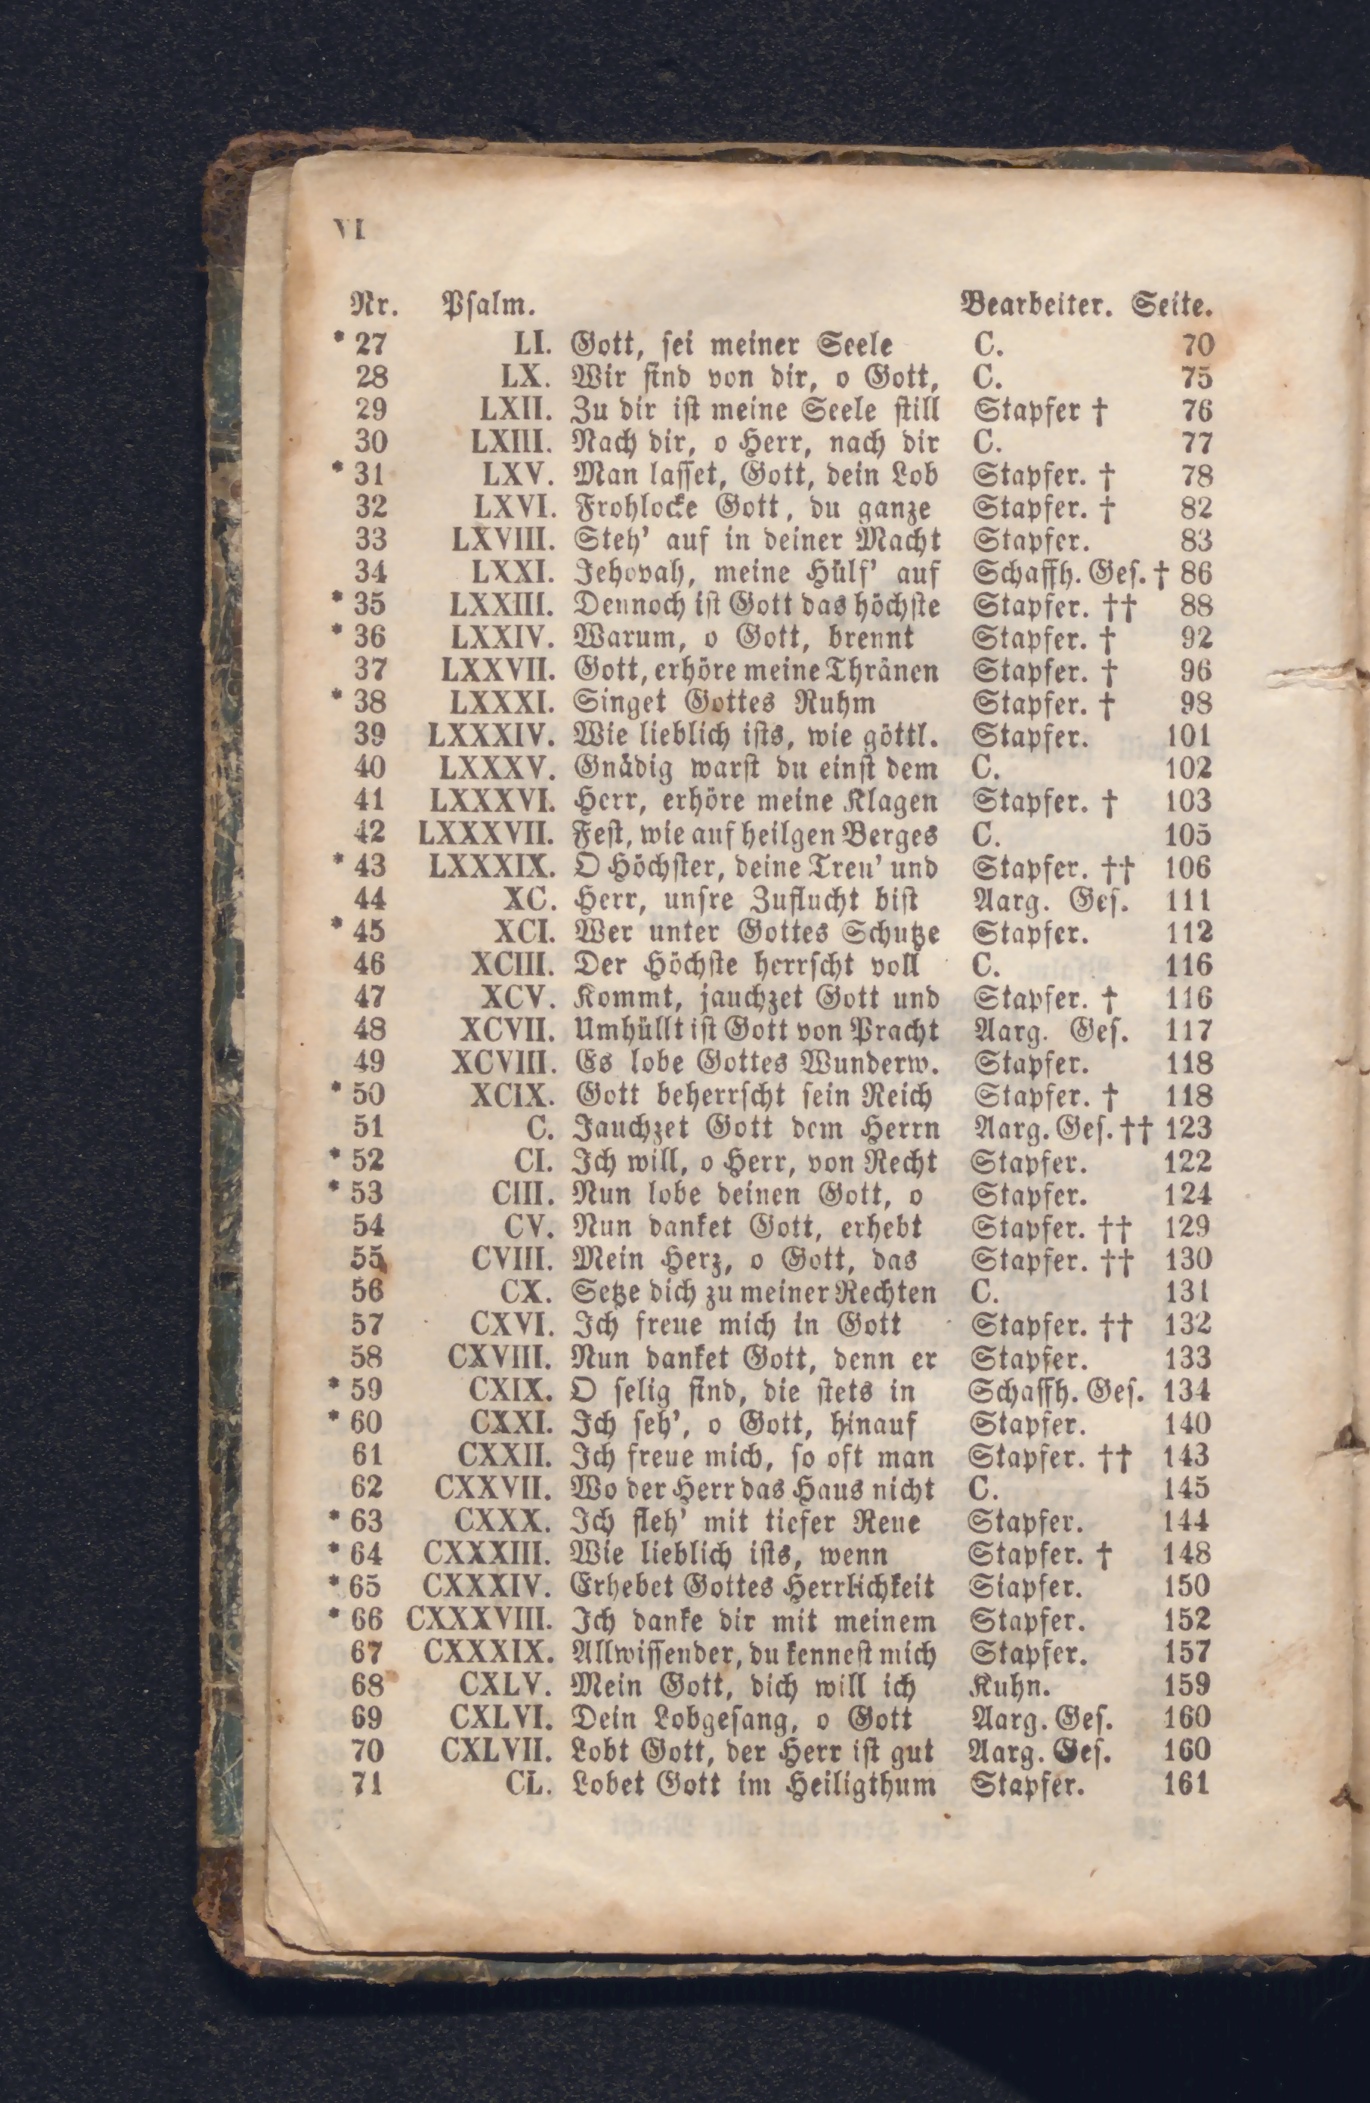 VI
Nr. Psalm. Bearbeiter. Seite.
* 27 LI. Gott, sei meiner Seele C. 70
28 LX. Wir sind von dir, o Gott, C. 75
29 LXII. Zu dir ist meine Seele still Stapfer † 76
30 LXIII. Nach dir, o Herr, nach dir C. 77
* 31 LXV. Man lasset, Gott, dein Lob Stapfer. † 78
32 LXVI. Frohlocke Gott, du ganze Stapfer. † 82
33 LXVIII. Steh' auf in deiner Macht Stapfer. 83
34 LXXI. Jehovah, meine Hülf' auf Schaffh. Ges. † 86
* 35 LXXIII. Dennoch ist Gott das höchste Stapfer. †† 88
* 36 LXXIV. Warum, o Gott, brennt Stapfer. † 92
37 LXXVII. Gott, erhöre meine Thränen Stapfer. † 96
* 38 LXXXI. Singet Gottes Ruhm Stapfer. † 98
39 LXXXIV. Wie lieblich ists, wie göttl. Stapfer. 101
40 LXXXV. Gnädig warst du einst dem C. 102
41 LXXXVI. Herr, erhöre meine Klagen Stapfer. † 103
42 LXXXVII. Fest, wie auf heilgen Berges C. 105
* 43 LXXXIX. O Höchster, deine Treu' und Stapfer. †† 106
44 XC. Herr, unsre Zuflucht bist Aarg. Ges. 111
* 45 XCI. Wer unter Gottes Schutze Stapfer. 112
46 XCIII. Der Höchste herrscht voll C. 116
47 XCV. Kommt, jauchzet Gott und Stapfer. † 116
48 XCVII. Umhüllt ist Gott von Pracht Aarg. Ges. 117
49 XCVIII. Es lobe Gottes Wunderw. Stapfer. 118
* 50 XCIX. Gott beherrscht sein Reich Stapfer. † 118
51 C. Jauchzet Gott dem Herrn Aarg. Ges. †† 123
* 52 CI. Ich will, o Herr, von Recht Stapfer. 122
* 53 CIII. Nun lobe deinen Gott, o Stapfer. 124
54 CV. Nun danket Gott, erhebt Stapfer. †† 129
55 CVIII. Mein Herz, o Gott, das Stapfer. †† 130
56 CX. Setze dich zu meiner Rechten C. 131
57 CXVI. Ich freue mich in Gott Stapfer. †† 132
58 CXVIII. Nun danket Gott, denn er Stapfer. 133
* 59 CXIX. O selig sind, die stets in Schaffh. Ges. 134
* 60 CXXI. Ich seh', o Gott, hinauf Stapfer. 140
61 CXXII. Ich freue mich, so oft man Stapfer. †† 143
62 CXXVII. Wo der Herr das Haus nicht C. 145
* 63 CXXX. Ich fleh' mit tiefer Reue Stapfer. 144
* 64 CXXXIII. Wie lieblich ists, wenn Stapfer. † 148
* 65 CXXXIV. Erhebet Gottes Herrlichkeit Siapfer. 150
* 66 CXXXVIII. Ich danke dir mit meinem Stapfer. 152
67 CXXXIX. Allwissender, du kennest mich Stapfer. 157
68 CXLV. Mein Gott, dich will ich Kuhn. 159
69 CXLVI. Dein Lobgesang, o Gott Aarg. Ges. 160
70 CXLVII. Lobt Gott, der Herr ist gut Aarg. Ges. 160
71 CL. Lobet Gott im Heiligthum Stapfer. 161